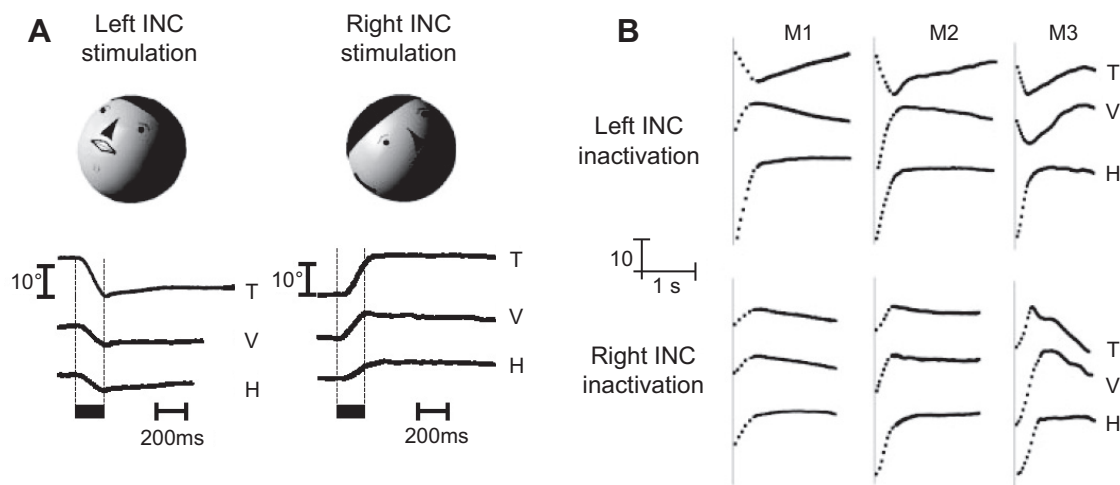 A
Left INC
stimulation
Right INC
stimulation
10°
T
V
H
200ms
10°
T
V
H
200ms
B
M1
M2
M3
Left INC
inactivation
T
V
H
10
1 s
Right INC
inactivation
T
V
H